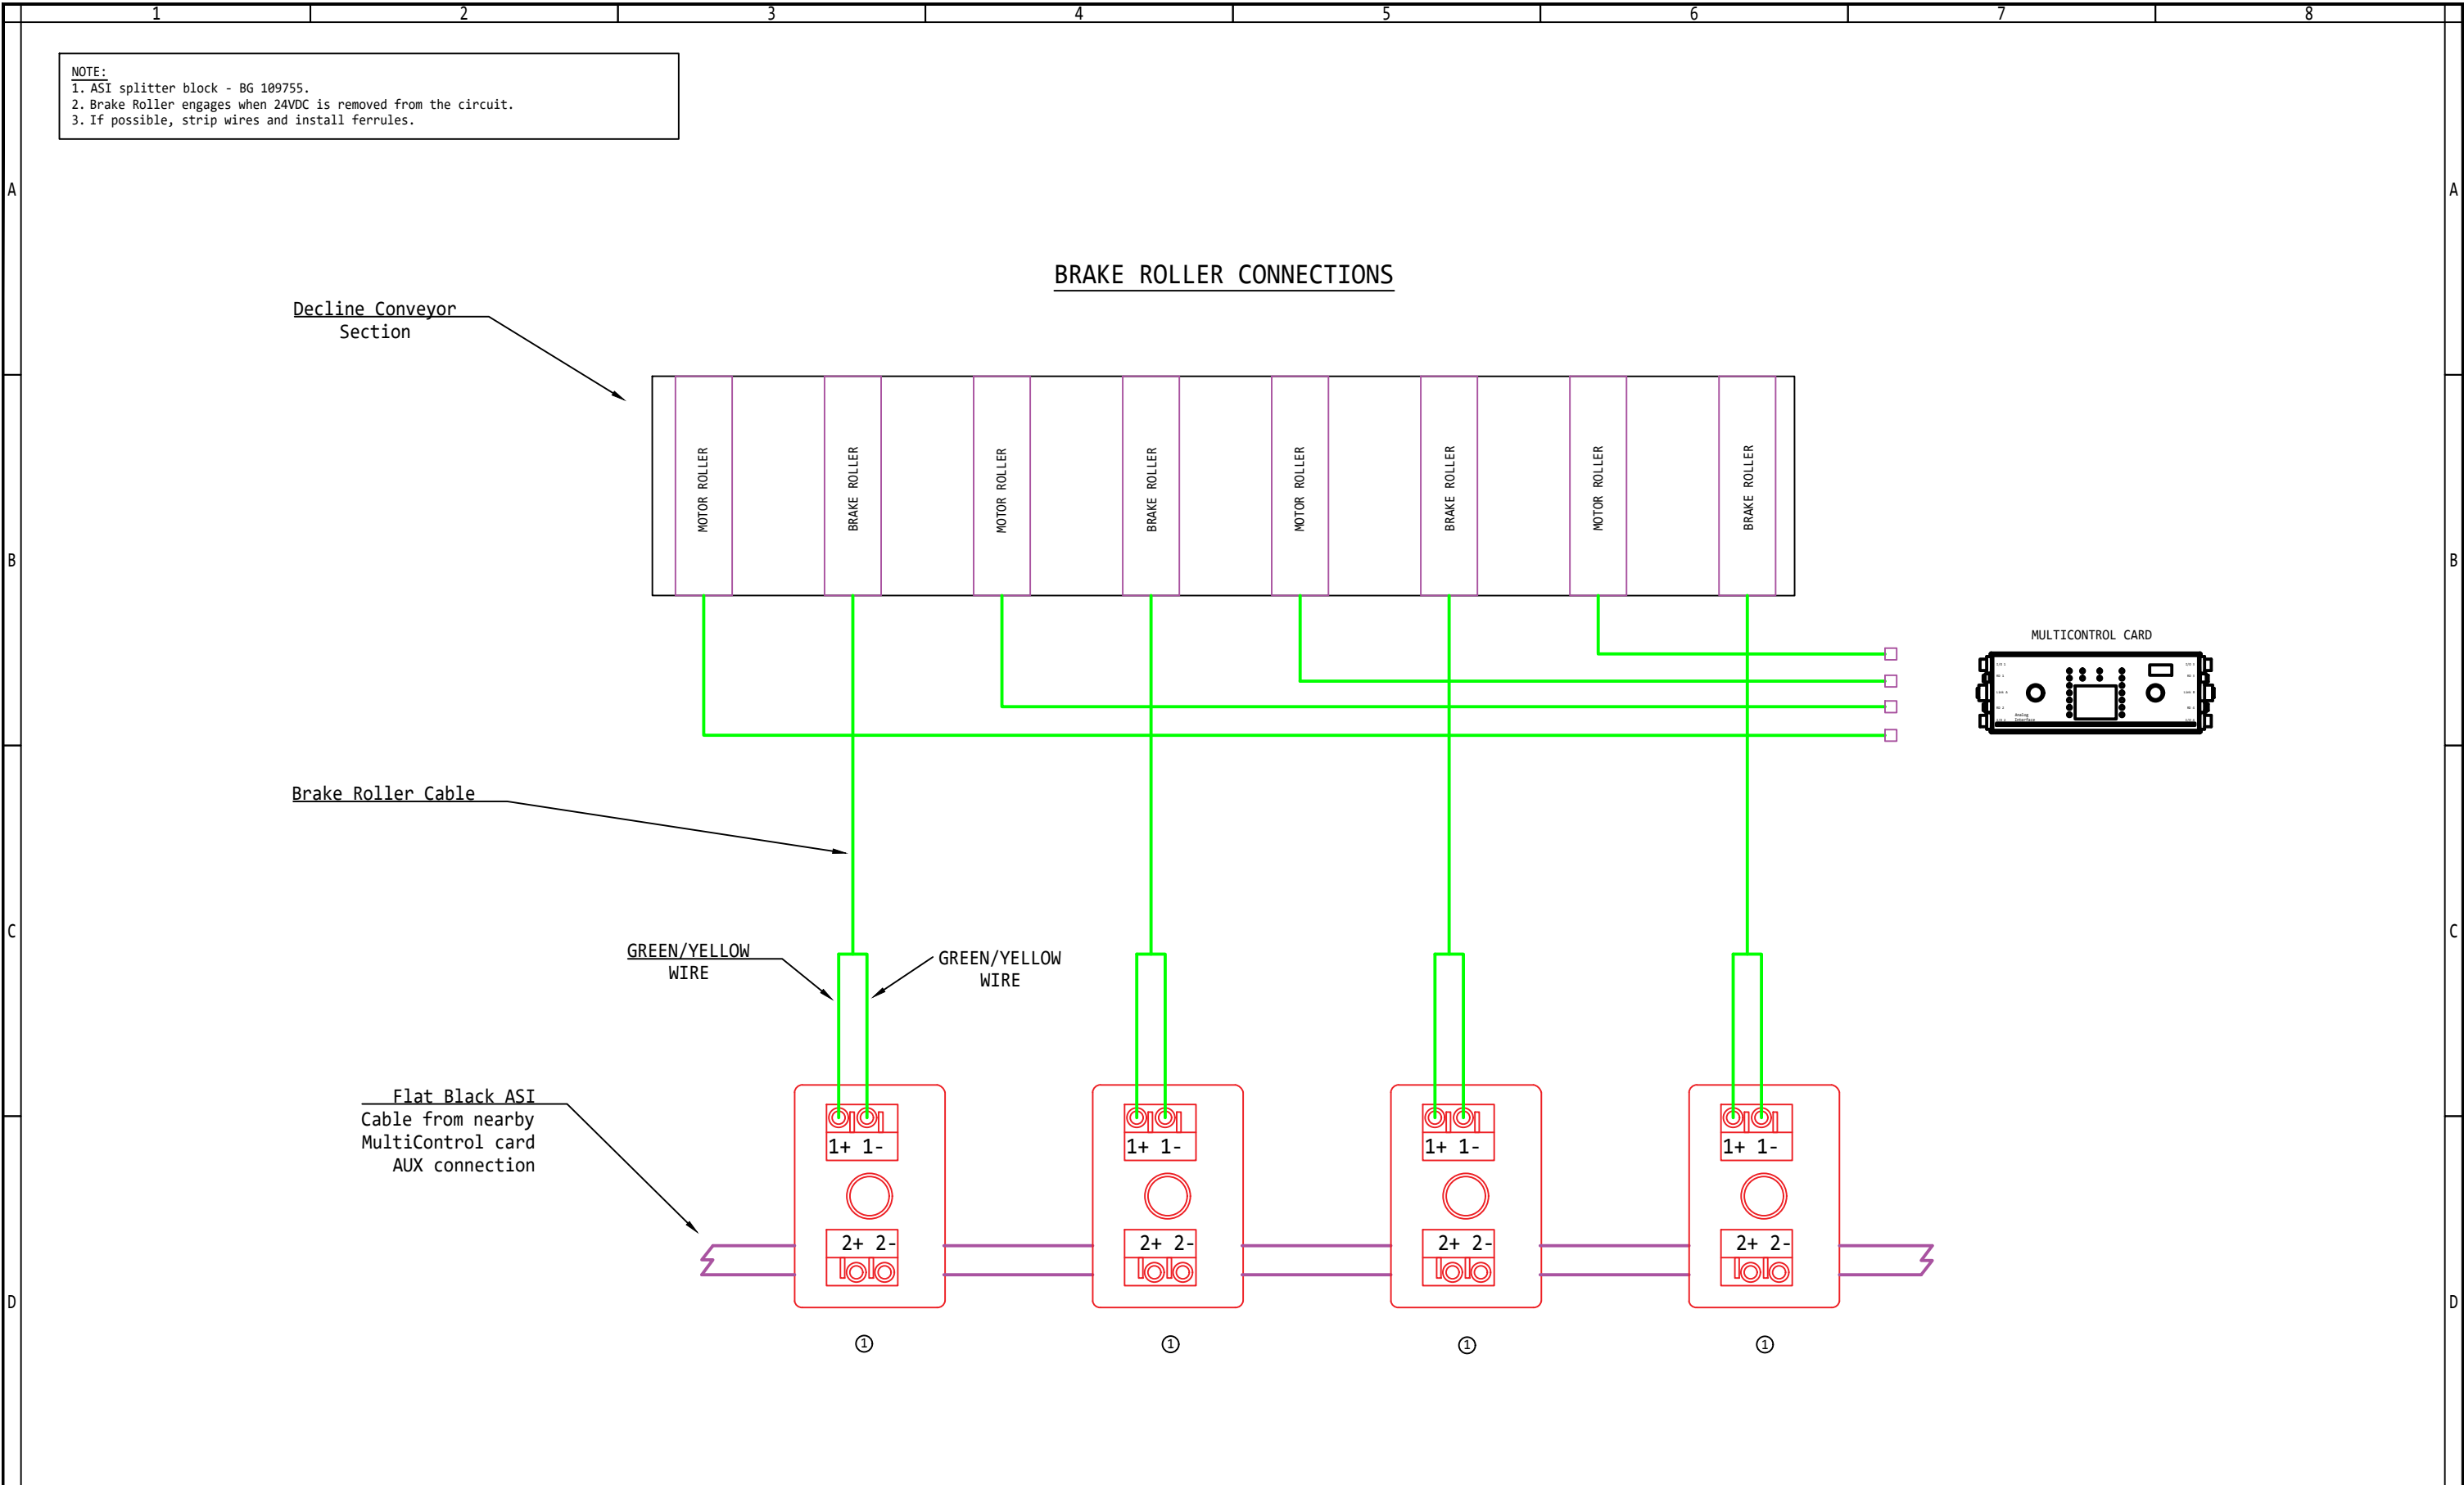 1 2 3 4 5 6 7 8
NOTE:
1. ASI splitter block - BG 109755.
2. Brake Roller engages when 24VDC is removed from the circuit.
3. If possible, strip wires and install ferrules.
A A
BRAKE ROLLER CONNECTIONS
Decline Conveyor
Section
MOTOR ROLLER
BRAKE ROLLER
MOTOR ROLLER
BRAKE ROLLER
MOTOR ROLLER
BRAKE ROLLER
MOTOR ROLLER
BRAKE ROLLER
B B
MULTICONTROL CARD
Analog
Interface
Brake Roller Cable
C C
GREEN/YELLOW
WIRE
GREEN/YELLOW
WIRE
Flat Black ASI
Cable from nearby
MultiControl card
AUX connection
1+ 1-
1+ 1-
1+ 1-
1+ 1-
2+ 2-
2+ 2-
2+ 2-
2+ 2-
D D
1 1 1 1